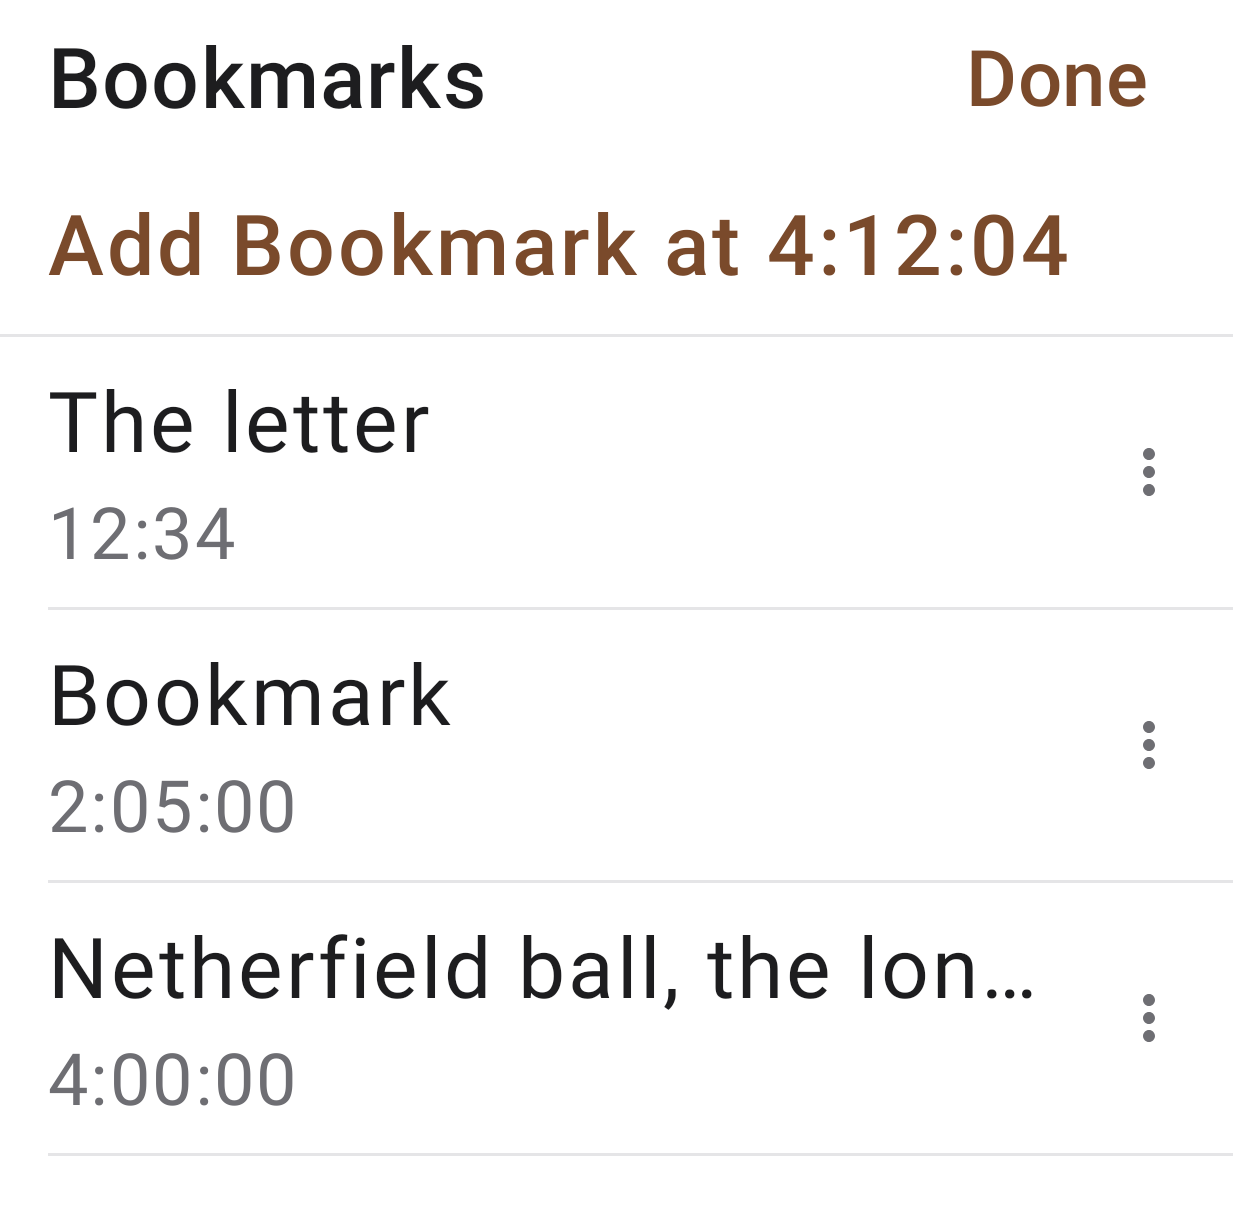 Bookmarks
Done
Add Bookmark at 4:12:04
The letter
12:34
Bookmark
2:05:00
Netherfield ball, the lon…
4:00:00